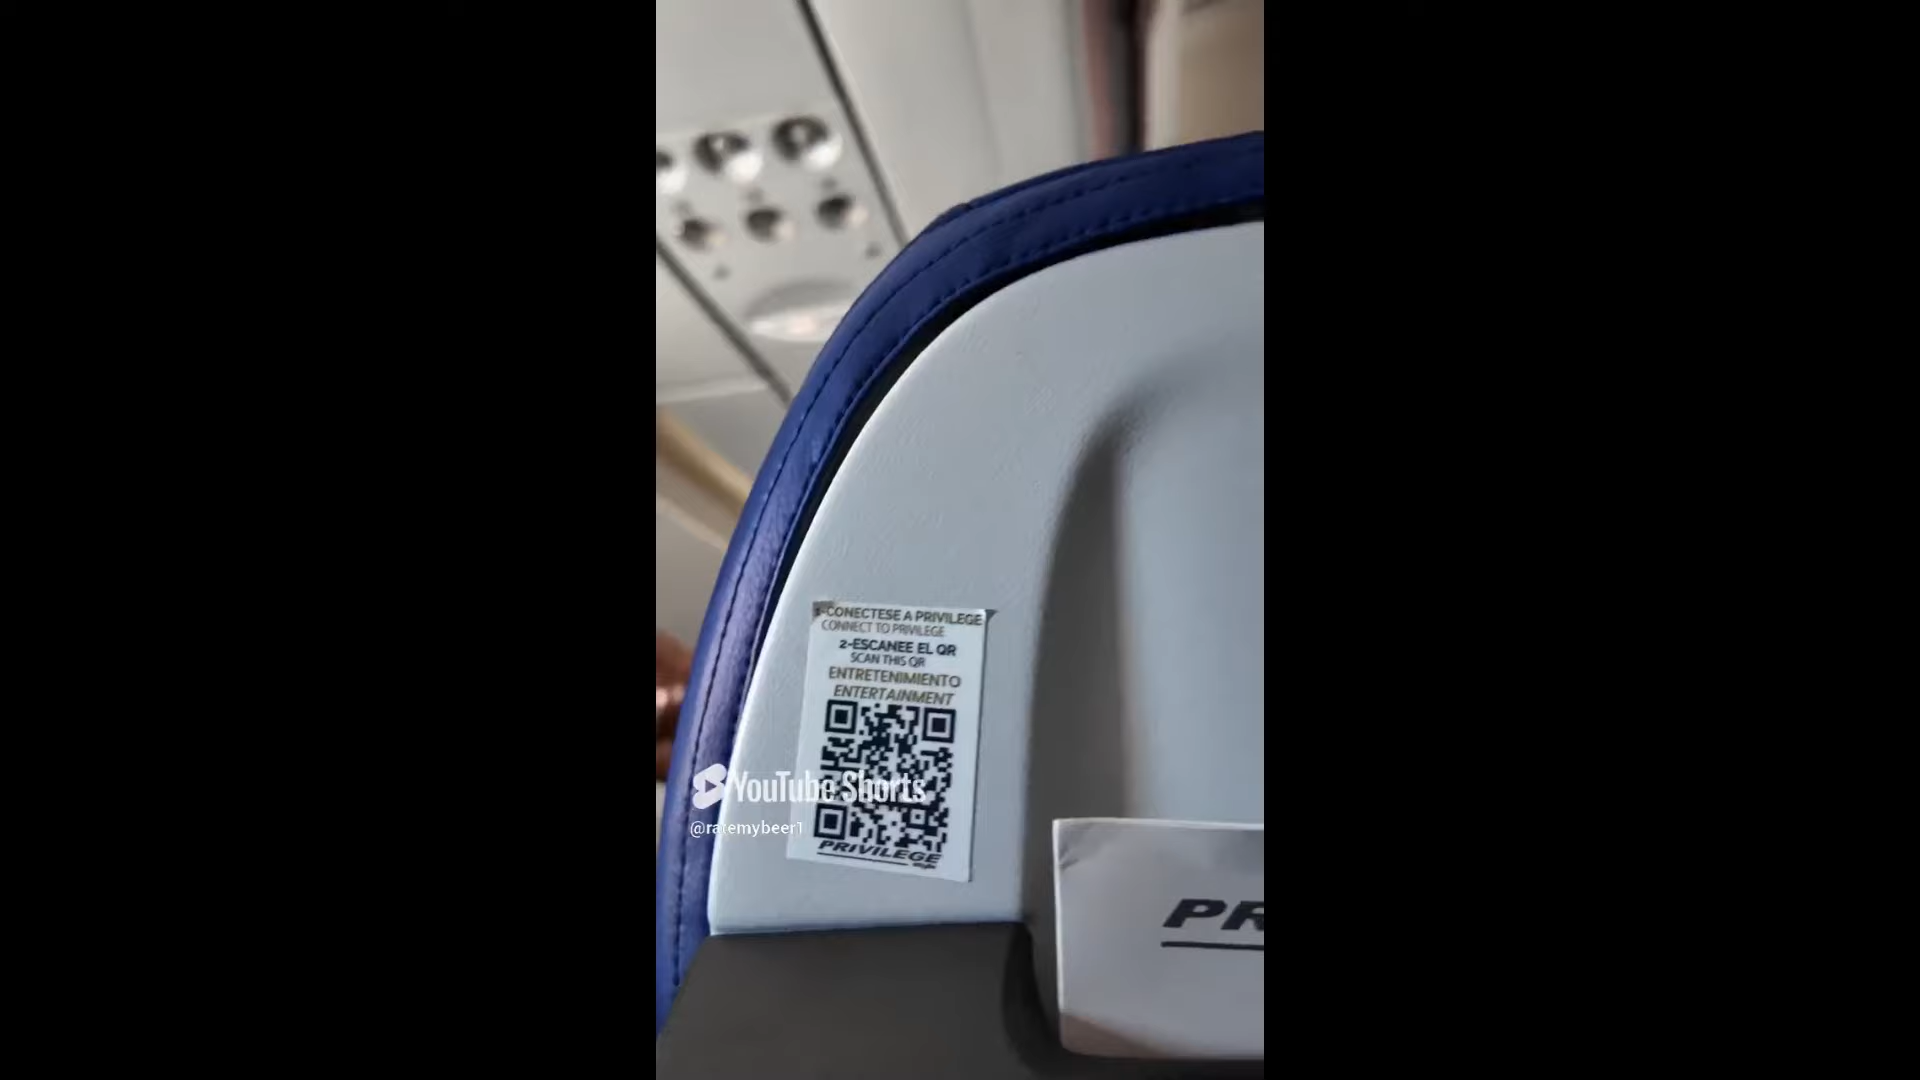 1-CONECTESE A PRIVILEGE
CONNECT TO PRIVILEGE
2-ESCANEE EL QR
SCAN THIS QR
ENTRETENIMIENTO
ENTERTAINMENT
YouTube Shorts
@ratemybeer1
PRIVILEGE
Style
PR